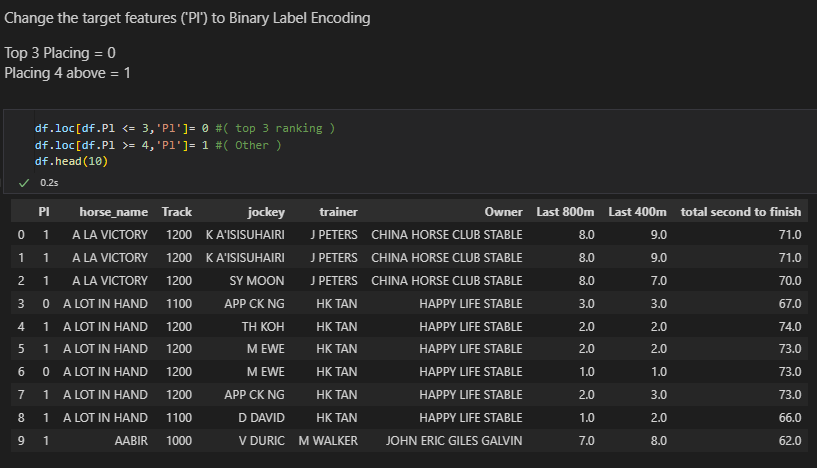 Change the target features ('Pl') to Binary Label Encoding
Top 3 Placing = 0
Placing 4 above = 1
df.loc[df.Pl <= 3,'Pl']= 0 #( top 3 ranking )
df.loc[df.Pl >= 4,'Pl']= 1 #( Other )
df.head(10)
0.2s
Pl horse_name Track jockey trainer Owner Last 800m Last 400m total second to finish
0 1 A LA VICTORY 1200 K A'ISISUHAIRI J PETERS CHINA HORSE CLUB STABLE 8.0 9.0 71.0
1 1 A LA VICTORY 1200 K A'ISISUHAIRI J PETERS CHINA HORSE CLUB STABLE 8.0 9.0 71.0
2 1 A LA VICTORY 1200 SY MOON J PETERS CHINA HORSE CLUB STABLE 8.0 7.0 70.0
3 0 A LOT IN HAND 1100 APP CK NG HK TAN HAPPY LIFE STABLE 3.0 3.0 67.0
4 1 A LOT IN HAND 1200 TH KOH HK TAN HAPPY LIFE STABLE 2.0 2.0 74.0
5 1 A LOT IN HAND 1200 M EWE HK TAN HAPPY LIFE STABLE 2.0 2.0 73.0
6 0 A LOT IN HAND 1200 M EWE HK TAN HAPPY LIFE STABLE 1.0 1.0 73.0
7 1 A LOT IN HAND 1200 APP CK NG HK TAN HAPPY LIFE STABLE 2.0 3.0 73.0
8 1 A LOT IN HAND 1100 D DAVID HK TAN HAPPY LIFE STABLE 1.0 2.0 66.0
9 1 AABIR 1000 V DURIC M WALKER JOHN ERIC GILES GALVIN 7.0 8.0 62.0